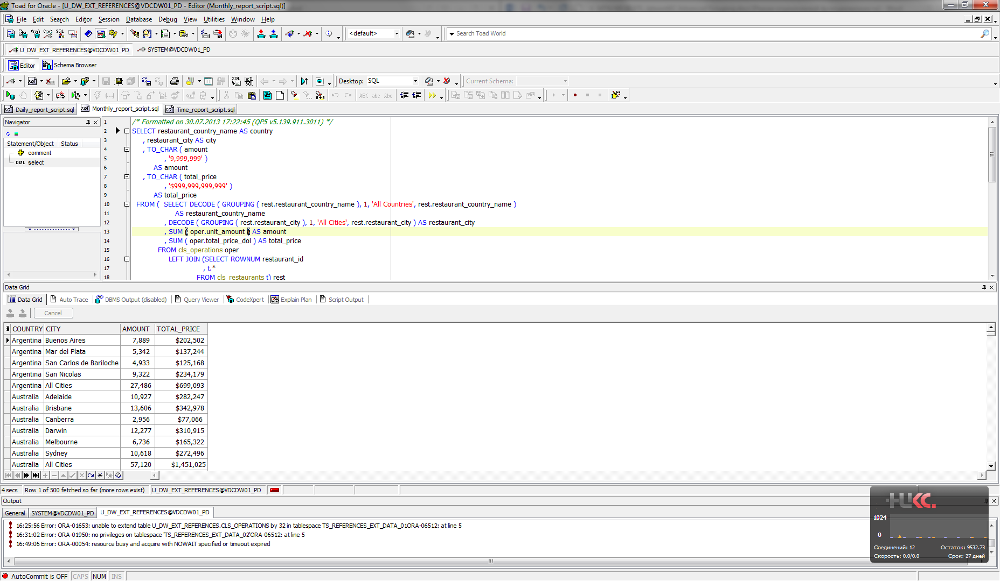 Toad for Oracle - [U_DW_EXT_REFERENCES@VDCDW01_PD - Editor (Monthly_report_script.sql)]
File Edit Search Editor Session Database Debug View Utilities Window Help
<default> Search Toad World
U_DW_EXT_REFERENCES@VDCDW01_PD SYSTEM@VDCDW01_PD
Editor Schema Browser
Desktop: SQL Current Schema:
Daily_report_script.sql Monthly_report_script.sql Time_report_script.sql
Navigator
Statement/Object Status
comment
DML select
1 /* Formatted on 30.07.2013 17:22:45 (QP5 v5.139.911.3011) */
2 SELECT restaurant_country_name AS country
3 , restaurant_city AS city
4 , TO_CHAR ( amount
5 , '9,999,999' )
6 AS amount
7 , TO_CHAR ( total_price
8 , '$999,999,999,999' )
9 AS total_price
10 FROM ( SELECT DECODE ( GROUPING ( rest.restaurant_country_name ), 1, 'All Countries', rest.restaurant_country_name )
11 AS restaurant_country_name
12 , DECODE ( GROUPING ( rest.restaurant_city ), 1, 'All Cities', rest.restaurant_city ) AS restaurant_city
13 , SUM ( oper.unit_amount ) AS amount
14 , SUM ( oper.total_price_dol ) AS total_price
15 FROM cls_operations oper
16 LEFT JOIN (SELECT ROWNUM restaurant_id
17 , t.*
18 FROM cls_restaurants t) rest
Data Grid
Data Grid Auto Trace DBMS Output (disabled) Query Viewer CodeXpert Explain Plan Script Output
Cancel
COUNTRY CITY AMOUNT TOTAL_PRICE
Argentina Buenos Aires 7,889 $202,502
Argentina Mar del Plata 5,342 $137,244
Argentina San Carlos de Bariloche 4,933 $125,168
Argentina San Nicolas 9,322 $234,179
Argentina All Cities 27,486 $699,093
Australia Adelaide 10,927 $282,247
Australia Brisbane 13,606 $342,978
Australia Canberra 2,956 $77,066
Australia Darwin 12,277 $310,915
Australia Melbourne 6,736 $165,322
Australia Sydney 10,618 $272,496
Australia All Cities 57,120 $1,451,025
4 secs Row 1 of 500 fetched so far (more rows exist) U_DW_EXT_REFERENCES@VDCDW01_PD
Output
General SYSTEM@VDCDW01_PD U_DW_EXT_REFERENCES@VDCDW01_PD
16:25:56 Error: ORA-01653: unable to extend table U_DW_EXT_REFERENCES.CLS_OPERATIONS by 32 in tablespace TS_REFERENCES_EXT_DATA_01ORA-06512: at line 5
16:31:02 Error: ORA-01950: no privileges on tablespace 'TS_REFERENCES_EXT_DATA_02'ORA-06512: at line 5
16:49:06 Error: ORA-00054: resource busy and acquire with NOWAIT specified or timeout expired
1024
0
Соединений: 12 Остаток: 9532.73
Скорость: 0.0/0.0 Срок: 27 дней
AutoCommit is OFF CAPS NUM INS